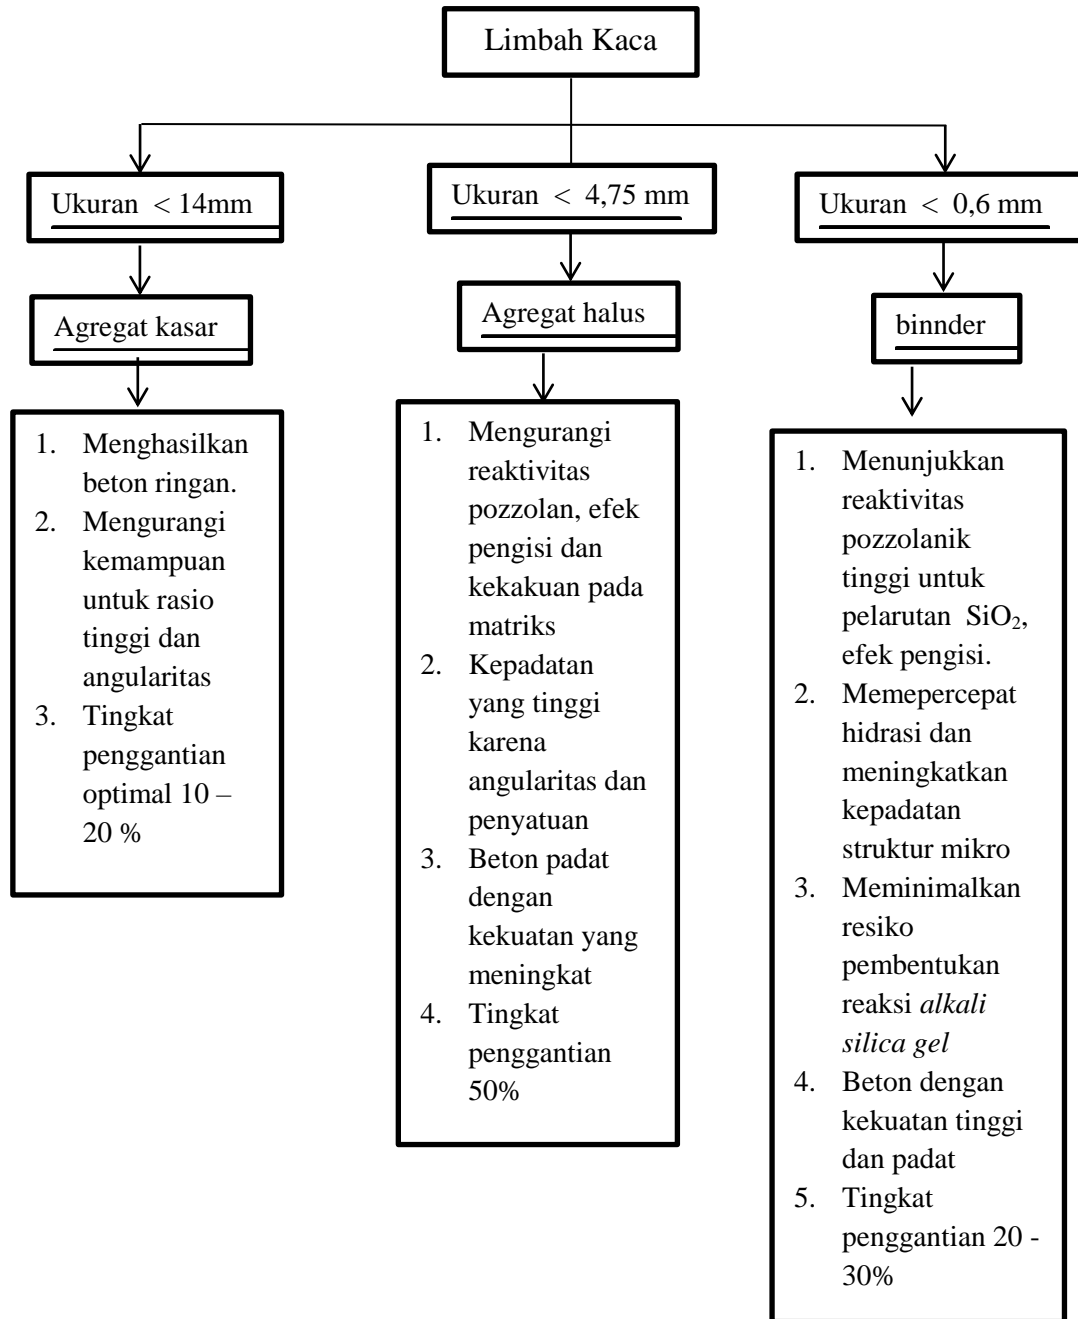 Limbah Kaca
Ukuran < 14mm
Ukuran < 4,75 mm
Ukuran < 0,6 mm
Agregat kasar
Agregat halus
binnder
1. Menghasilkan
beton ringan.
2. Mengurangi
kemampuan
untuk rasio
tinggi dan
angularitas
3. Tingkat
penggantian
optimal 10 –
20 %
1. Mengurangi
reaktivitas
pozzolan, efek
pengisi dan
kekakuan pada
matriks
2. Kepadatan
yang tinggi
karena
angularitas dan
penyatuan
3. Beton padat
dengan
kekuatan yang
meningkat
4. Tingkat
penggantian
50%
1. Menunjukkan
reaktivitas
pozzolanik
tinggi untuk
pelarutan SiO₂,
efek pengisi.
2. Memepercepat
hidrasi dan
meningkatkan
kepadatan
struktur mikro
3. Meminimalkan
resiko
pembentukan
reaksi alkali
silica gel
4. Beton dengan
kekuatan tinggi
dan padat
5. Tingkat
penggantian 20 -
30%